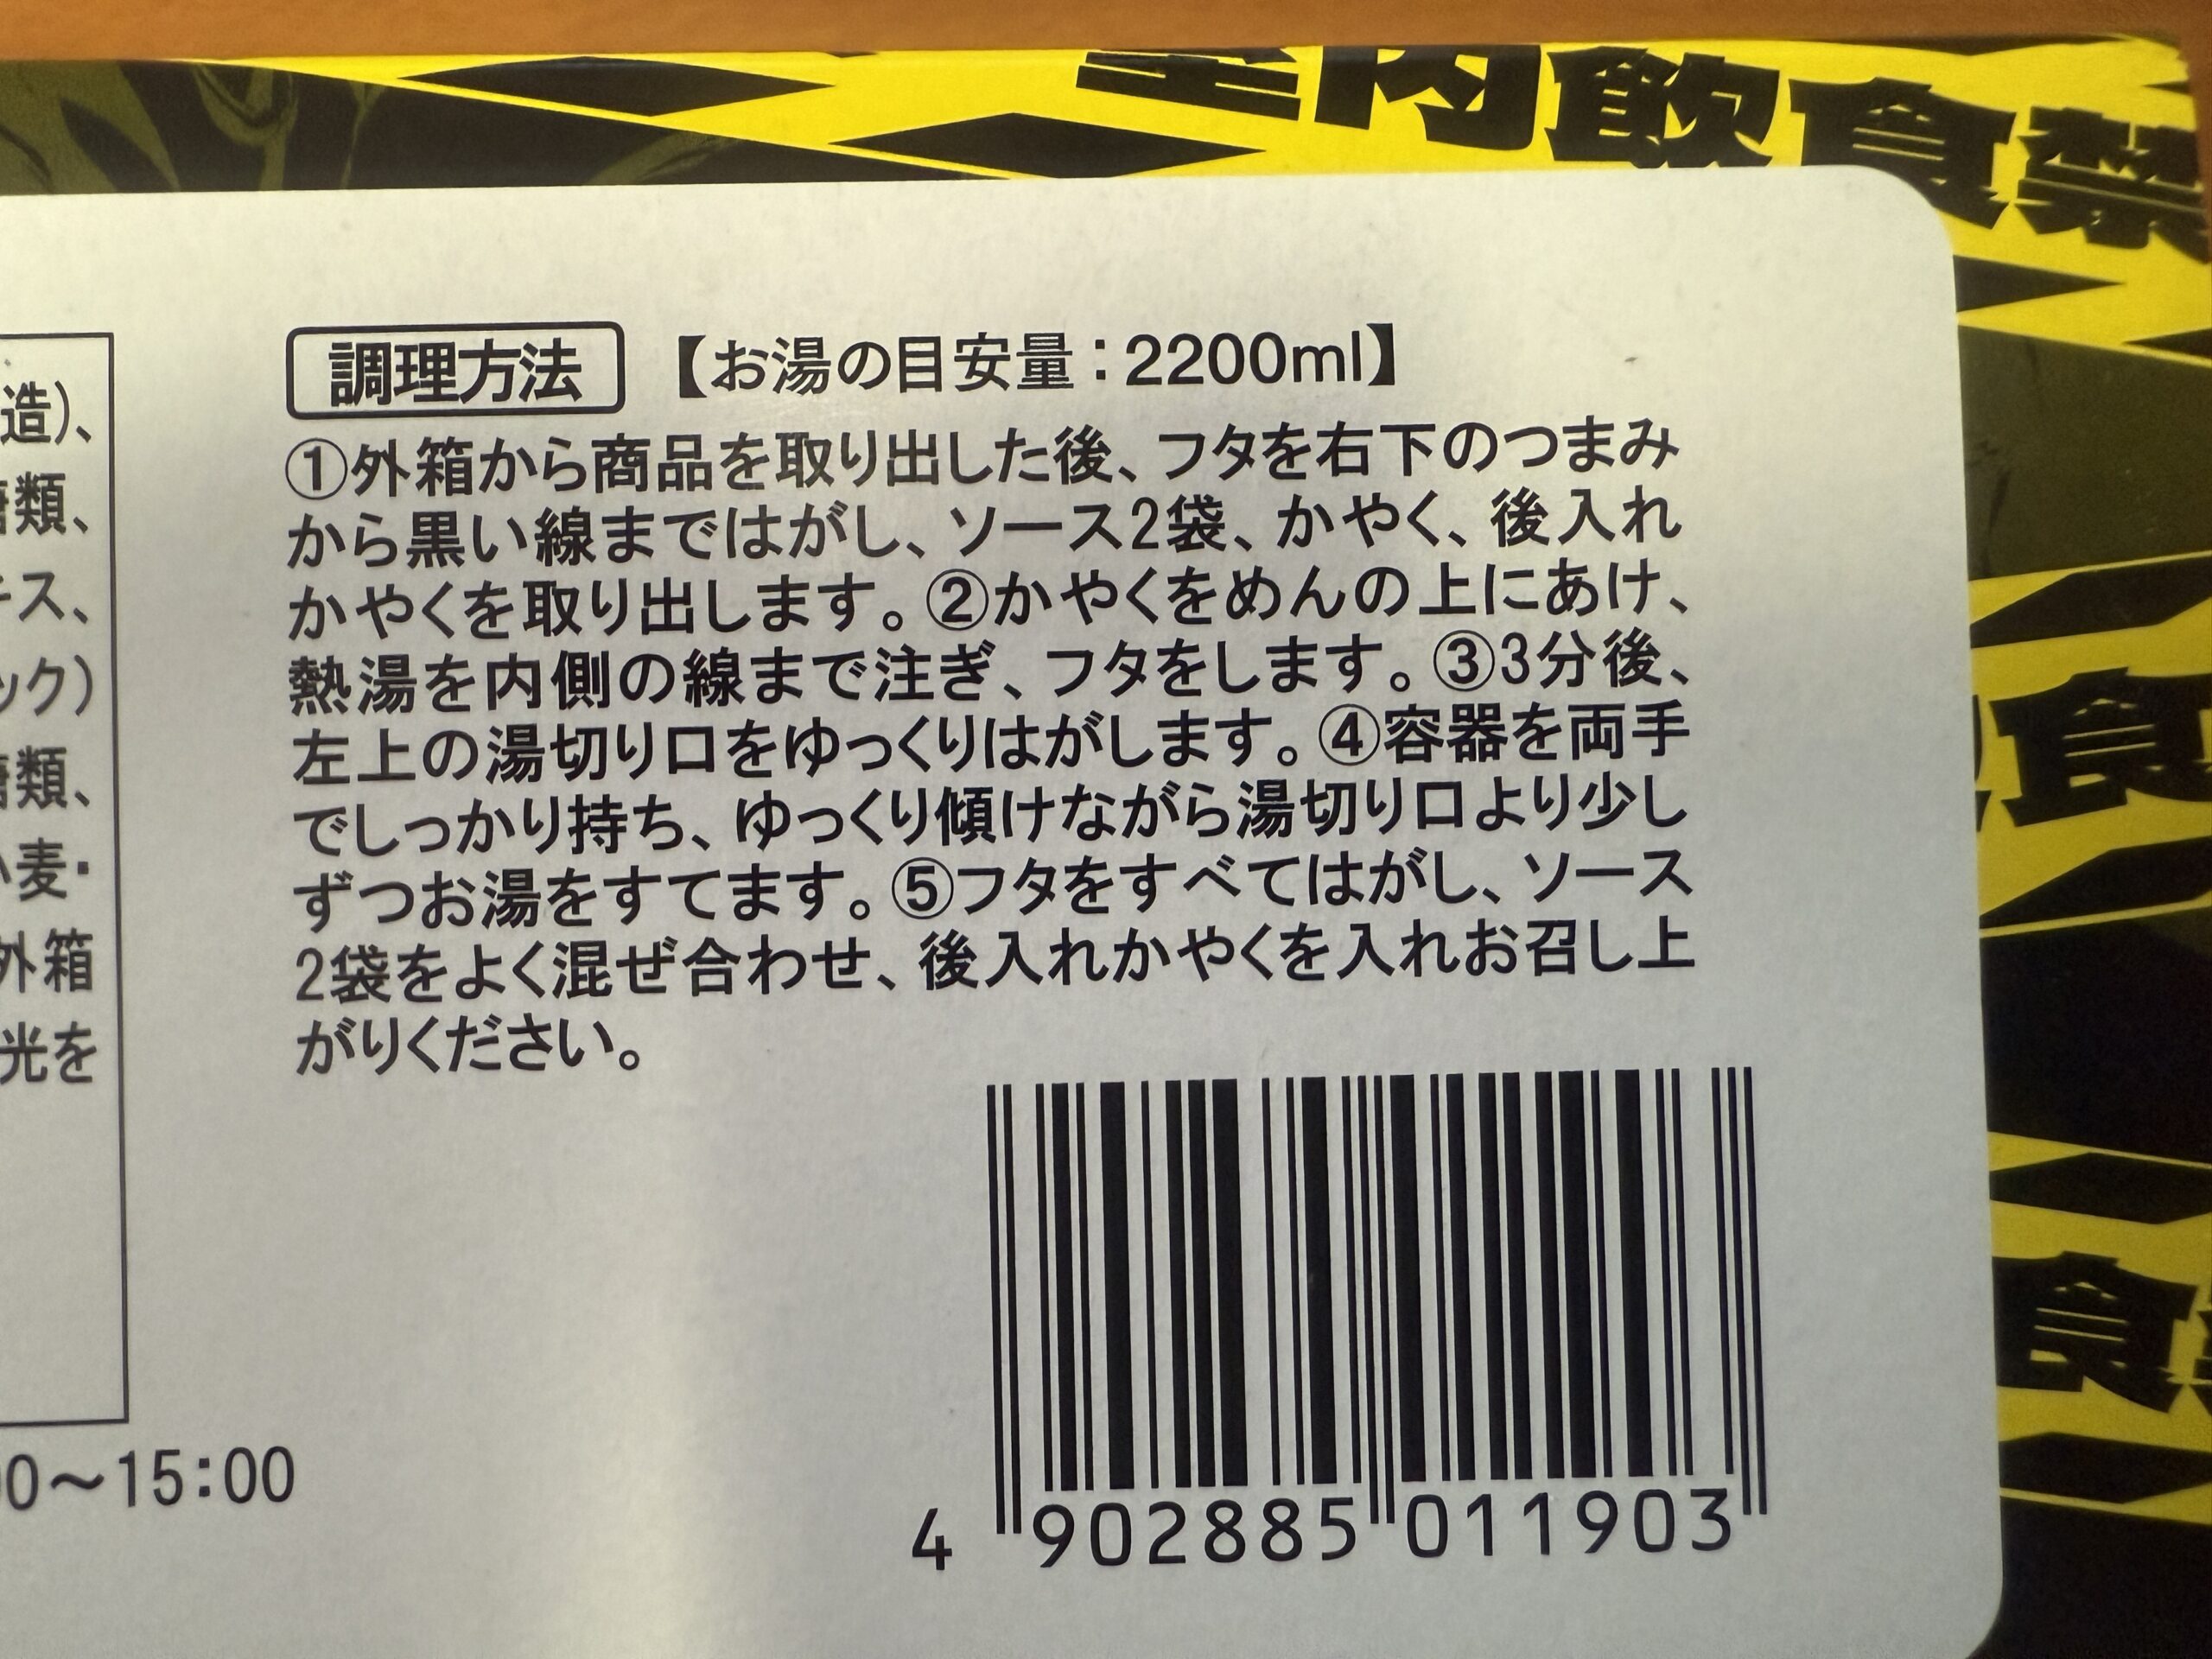 室内飲食禁
造)、
糖類、
キス、
ック)
糖類、
小麦・
外箱
光を
00～15:00
調理方法 【お湯の目安量：2200ml】
①外箱から商品を取り出した後、フタを右下のつまみ
から黒い線まではがし、ソース2袋、かやく、後入れ
かやくを取り出します。②かやくをめんの上にあけ、
熱湯を内側の線まで注ぎ、フタをします。③3分後、
左上の湯切り口をゆっくりはがします。④容器を両手
でしっかり持ち、ゆっくり傾けながら湯切り口より少し
ずつお湯をすてます。⑤フタをすべてはがし、ソース
2袋をよく混ぜ合わせ、後入れかやくを入れお召し上
がりください。
4 902885 011903
食
食